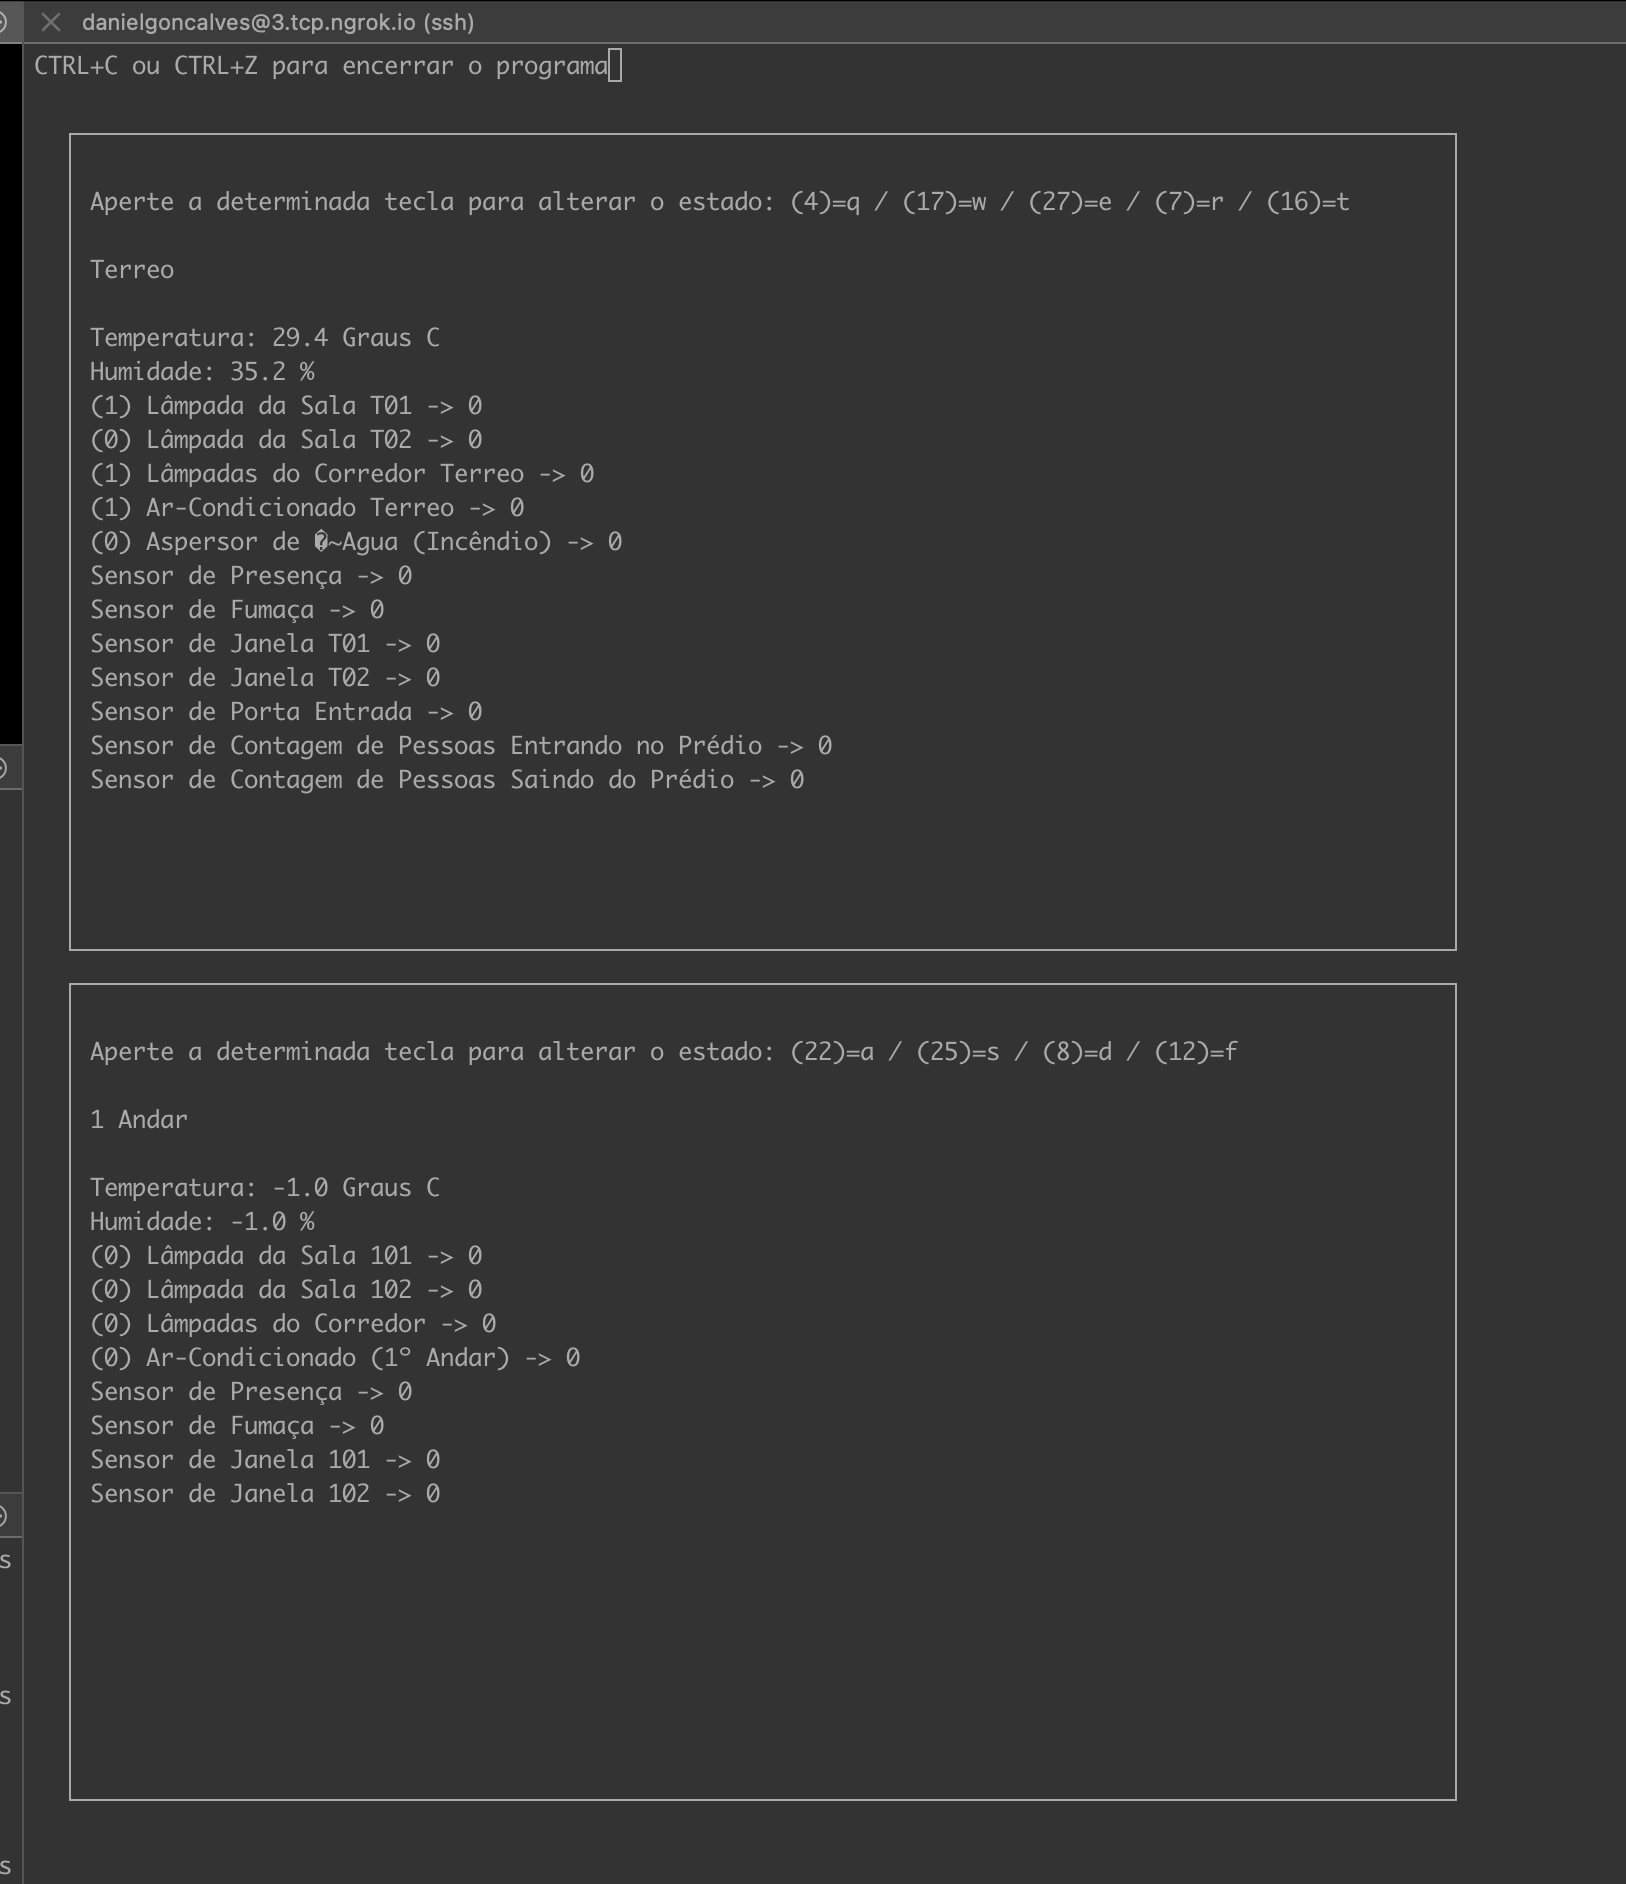 danielgoncalves@3.tcp.ngrok.io (ssh)
CTRL+C ou CTRL+Z para encerrar o programa
Aperte a determinada tecla para alterar o estado: (4)=q / (17)=w / (27)=e / (7)=r / (16)=t
Terreo
Temperatura: 29.4 Graus C
Humidade: 35.2 %
(1) Lâmpada da Sala T01 -> 0
(0) Lâmpada da Sala T02 -> 0
(1) Lâmpadas do Corredor Terreo -> 0
(1) Ar-Condicionado Terreo -> 0
(0) Aspersor de �~Agua (Incêndio) -> 0
Sensor de Presença -> 0
Sensor de Fumaça -> 0
Sensor de Janela T01 -> 0
Sensor de Janela T02 -> 0
Sensor de Porta Entrada -> 0
Sensor de Contagem de Pessoas Entrando no Prédio -> 0
Sensor de Contagem de Pessoas Saindo do Prédio -> 0
Aperte a determinada tecla para alterar o estado: (22)=a / (25)=s / (8)=d / (12)=f
1 Andar
Temperatura: -1.0 Graus C
Humidade: -1.0 %
(0) Lâmpada da Sala 101 -> 0
(0) Lâmpada da Sala 102 -> 0
(0) Lâmpadas do Corredor -> 0
(0) Ar-Condicionado (1º Andar) -> 0
Sensor de Presença -> 0
Sensor de Fumaça -> 0
Sensor de Janela 101 -> 0
Sensor de Janela 102 -> 0
s
s
s